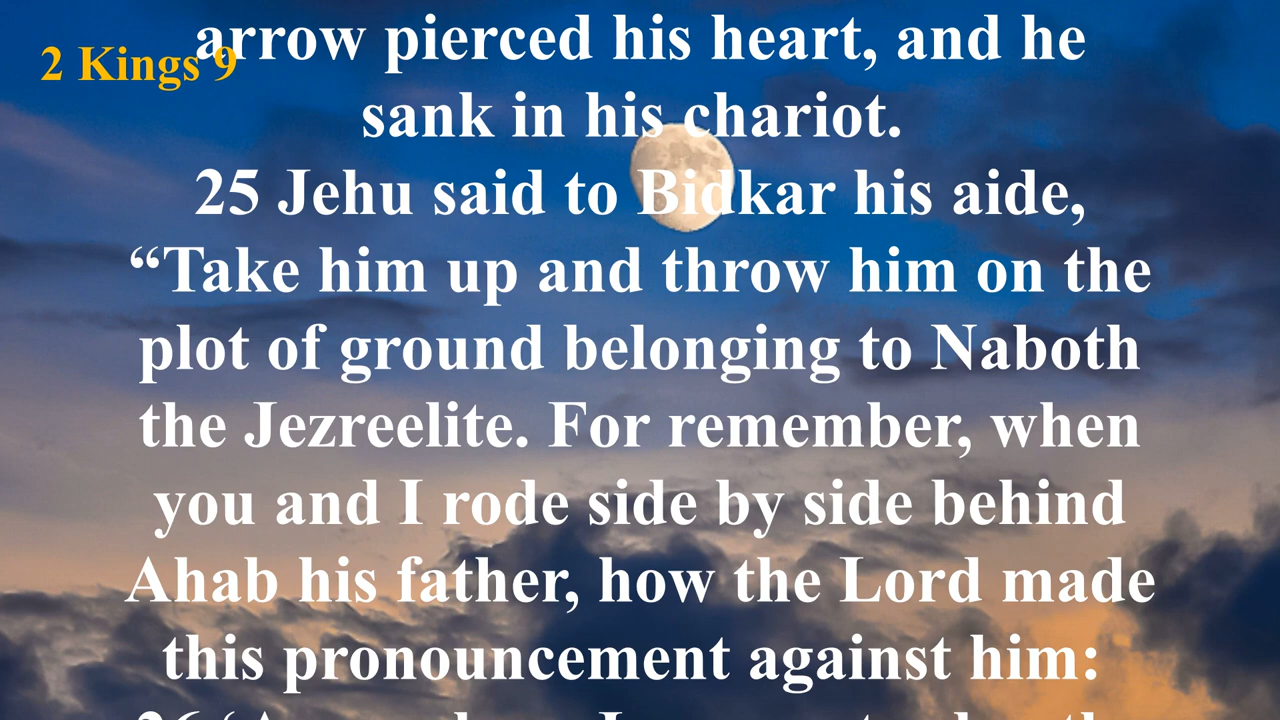 2 Kings 9
arrow pierced his heart, and he
sank in his chariot.
25 Jehu said to Bidkar his aide,
“Take him up and throw him on the
plot of ground belonging to Naboth
the Jezreelite. For remember, when
you and I rode side by side behind
Ahab his father, how the Lord made
this pronouncement against him: